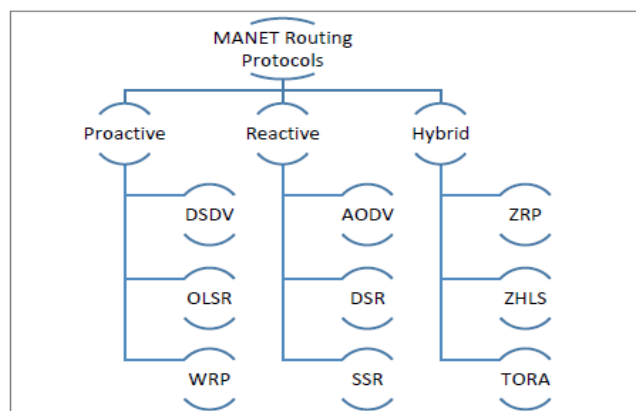 MANET Routing
Protocols
Proactive
Reactive
Hybrid
DSDV
AODV
ZRP
OLSR
DSR
ZHLS
WRP
SSR
TORA